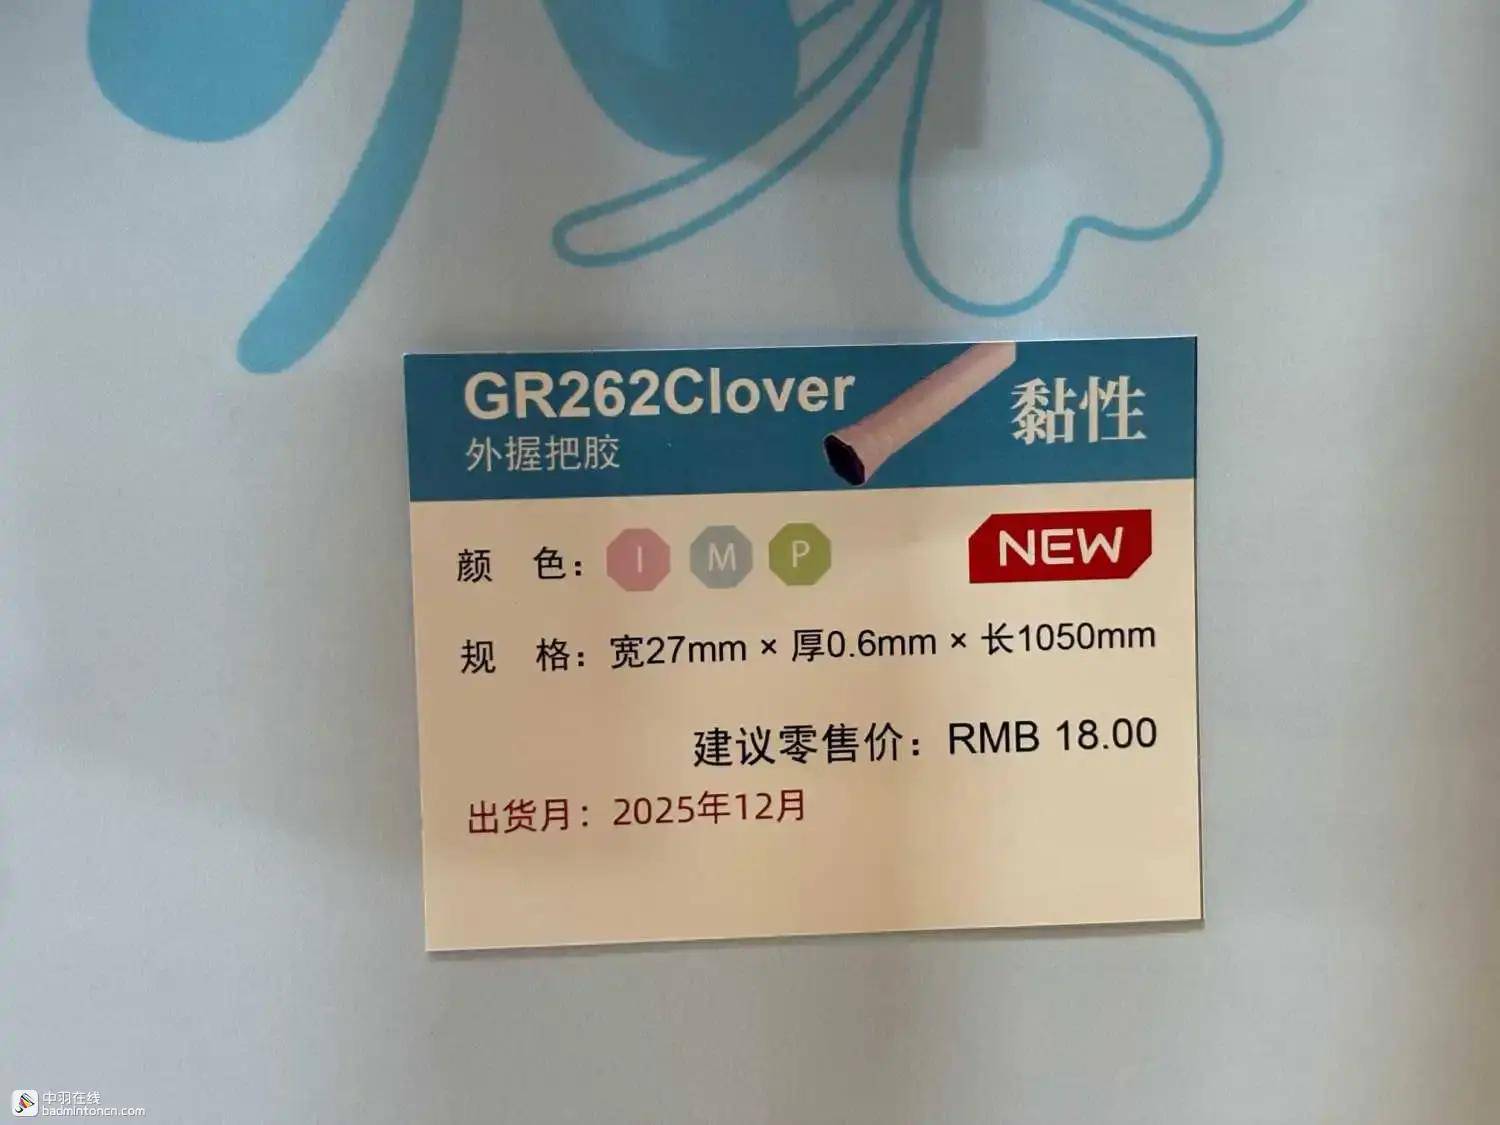 GR262Clover
外握把胶
黏性
颜 色: I M P
NEW
规 格: 宽27mm × 厚0.6mm × 长1050mm
建议零售价: RMB 18.00
出货月: 2025年12月
中羽在线
badmintoncn.com